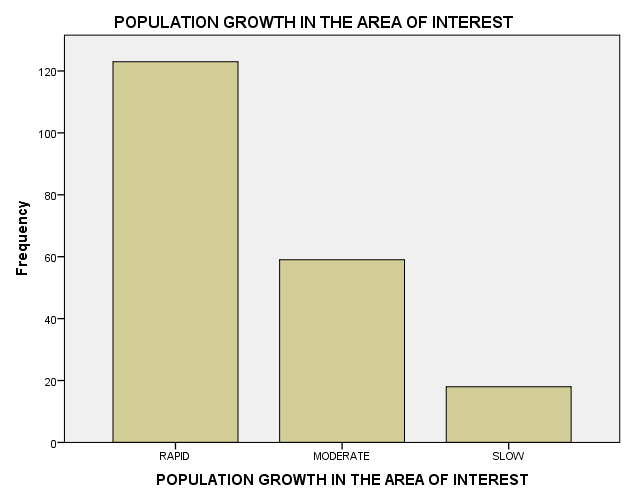 POPULATION GROWTH IN THE AREA OF INTEREST
120
100
80
60
40
20
0
Frequency
RAPID
MODERATE
SLOW
POPULATION GROWTH IN THE AREA OF INTEREST